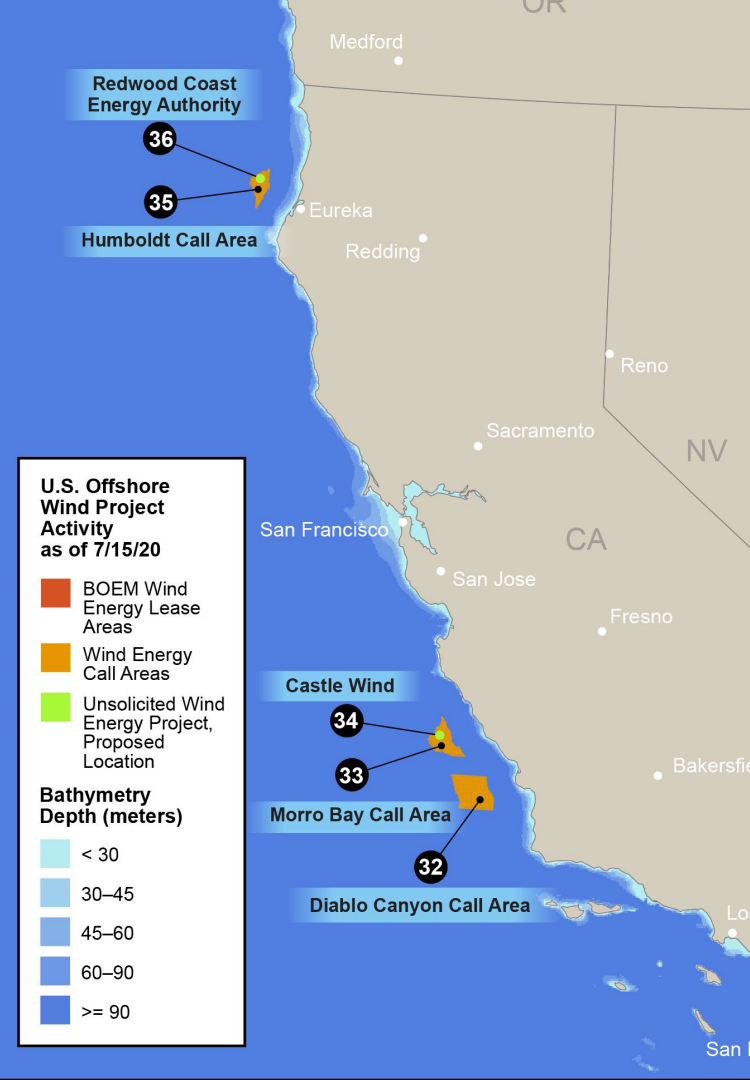 OR
Medford
Redwood Coast
Energy Authority
36
35
Eureka
Humboldt Call Area
Redding
Reno
Sacramento
NV
San Francisco
CA
San Jose
Fresno
Castle Wind
34
33
Bakersfie
Morro Bay Call Area
32
Diablo Canyon Call Area
Lo
San
U.S. Offshore
Wind Project
Activity
as of 7/15/20
BOEM Wind
Energy Lease
Areas
Wind Energy
Call Areas
Unsolicited Wind
Energy Project,
Proposed
Location
Bathymetry
Depth (meters)
< 30
30–45
45–60
60–90
>= 90